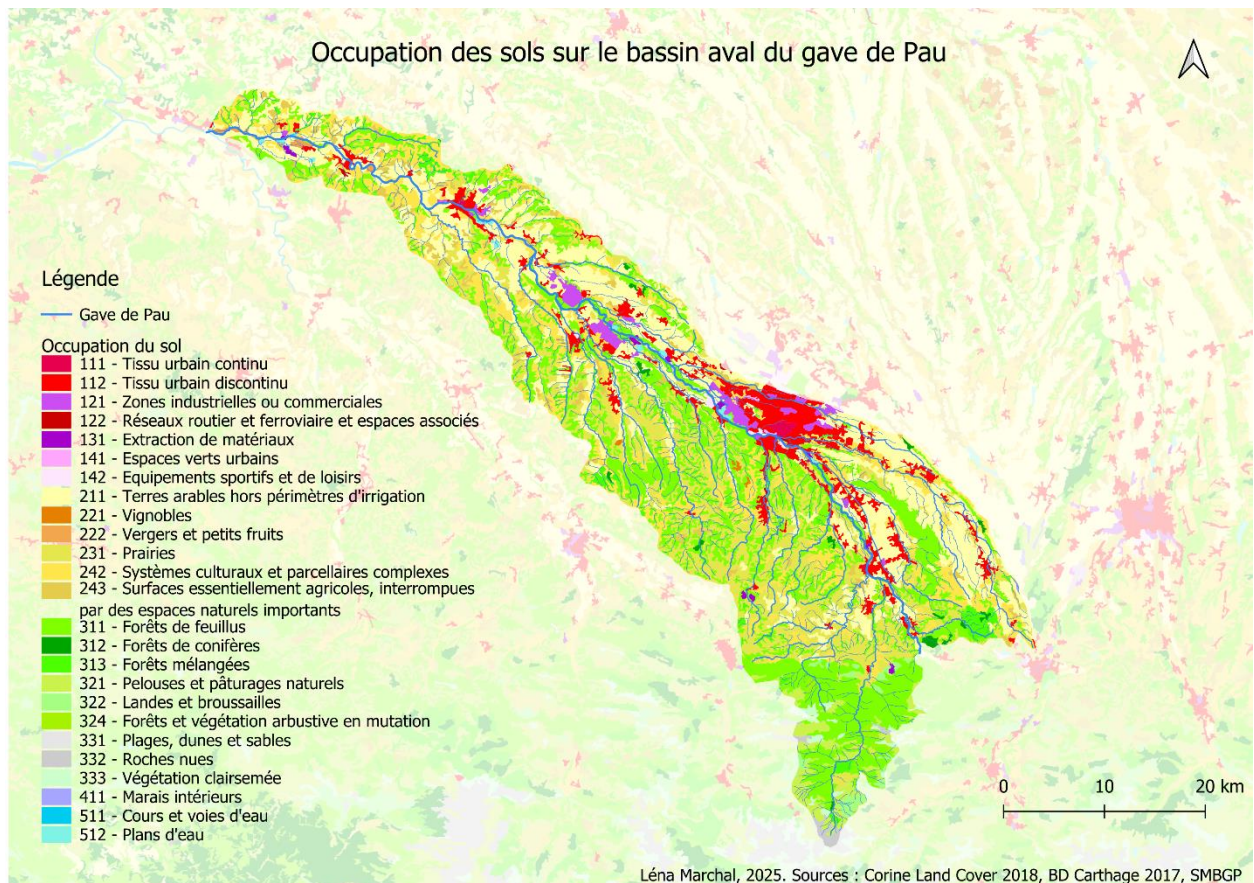 Occupation des sols sur le bassin aval du gave de Pau
Légende
Gave de Pau
Occupation du sol
111 - Tissu urbain continu
112 - Tissu urbain discontinu
121 - Zones industrielles ou commerciales
122 - Réseaux routier et ferroviaire et espaces associés
131 - Extraction de matériaux
141 - Espaces verts urbains
142 - Equipements sportifs et de loisirs
211 - Terres arables hors périmètres d'irrigation
221 - Vignobles
222 - Vergers et petits fruits
231 - Prairies
242 - Systèmes culturaux et parcellaires complexes
243 - Surfaces essentiellement agricoles, interrompues
par des espaces naturels importants
311 - Forêts de feuillus
312 - Forêts de conifères
313 - Forêts mélangées
321 - Pelouses et pâturages naturels
322 - Landes et broussailles
324 - Forêts et végétation arbustive en mutation
331 - Plages, dunes et sables
332 - Roches nues
333 - Végétation clairsemée
411 - Marais intérieurs
511 - Cours et voies d'eau
512 - Plans d'eau
0 10 20 km
Léna Marchal, 2025. Sources : Corine Land Cover 2018, BD Carthage 2017, SMBGP